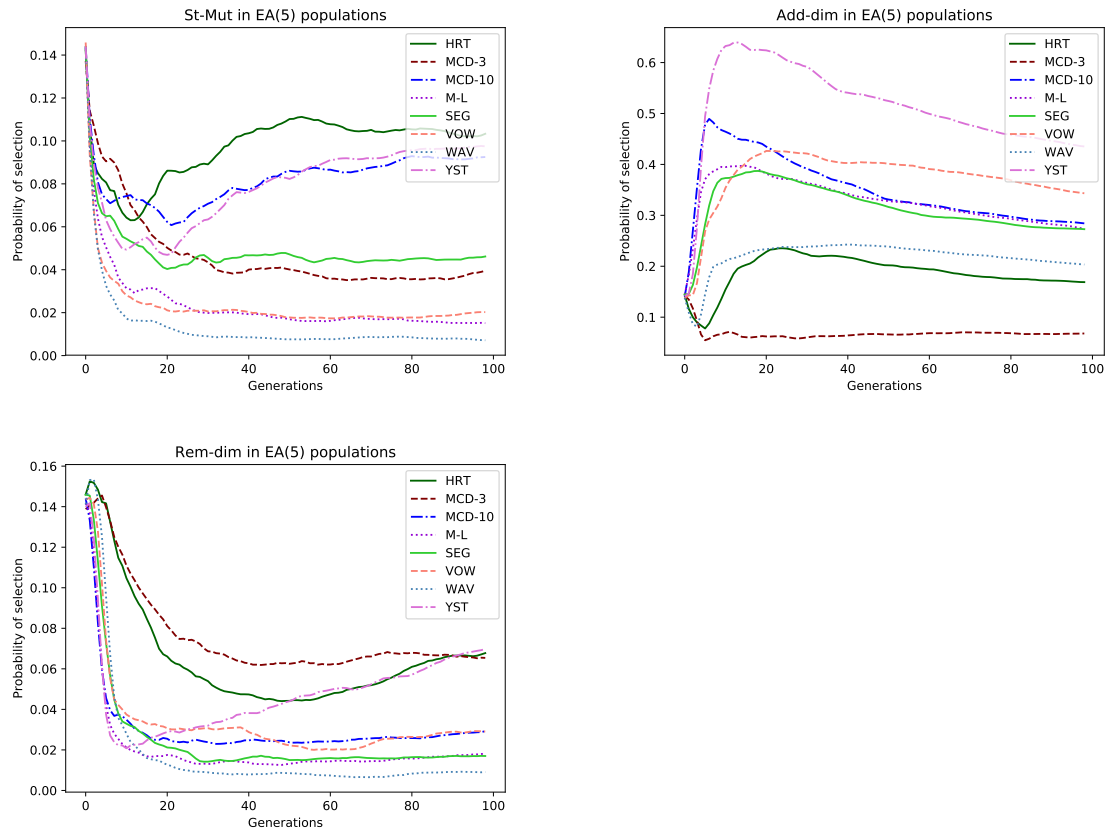 St-Mut in EA(5) populations
Probability of selection
0.14
0.12
0.10
0.08
0.06
0.04
0.02
0.00
0 20 40 60 80 100
Generations
HRT
MCD-3
MCD-10
M-L
SEG
VOW
WAV
YST
Add-dim in EA(5) populations
Probability of selection
0.6
0.5
0.4
0.3
0.2
0.1
0 20 40 60 80 100
Generations
HRT
MCD-3
MCD-10
M-L
SEG
VOW
WAV
YST
Rem-dim in EA(5) populations
Probability of selection
0.16
0.14
0.12
0.10
0.08
0.06
0.04
0.02
0.00
0 20 40 60 80 100
Generations
HRT
MCD-3
MCD-10
M-L
SEG
VOW
WAV
YST